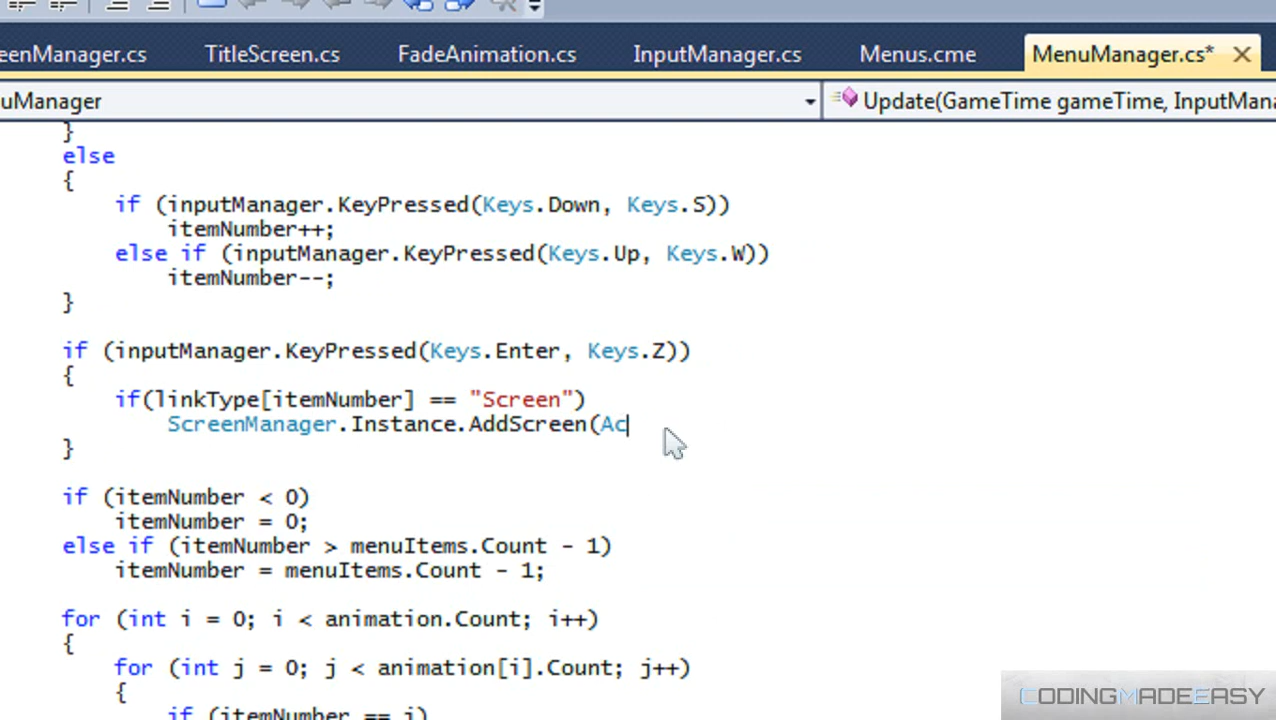 eenManager.cs TitleScreen.cs FadeAnimation.cs InputManager.cs Menus.cme MenuManager.cs*
uManager Update(GameTime gameTime, InputMan
}
else
{
if (inputManager.KeyPressed(Keys.Down, Keys.S))
itemNumber++;
else if (inputManager.KeyPressed(Keys.Up, Keys.W))
itemNumber--;
}
if (inputManager.KeyPressed(Keys.Enter, Keys.Z))
{
if(linkType[itemNumber] == "Screen")
ScreenManager.Instance.AddScreen(Ac
}
if (itemNumber < 0)
itemNumber = 0;
else if (itemNumber > menuItems.Count - 1)
itemNumber = menuItems.Count - 1;
for (int i = 0; i < animation.Count; i++)
{
for (int j = 0; j < animation[i].Count; j++)
{
if (itemNumber == i)
CODINGMADEEASY